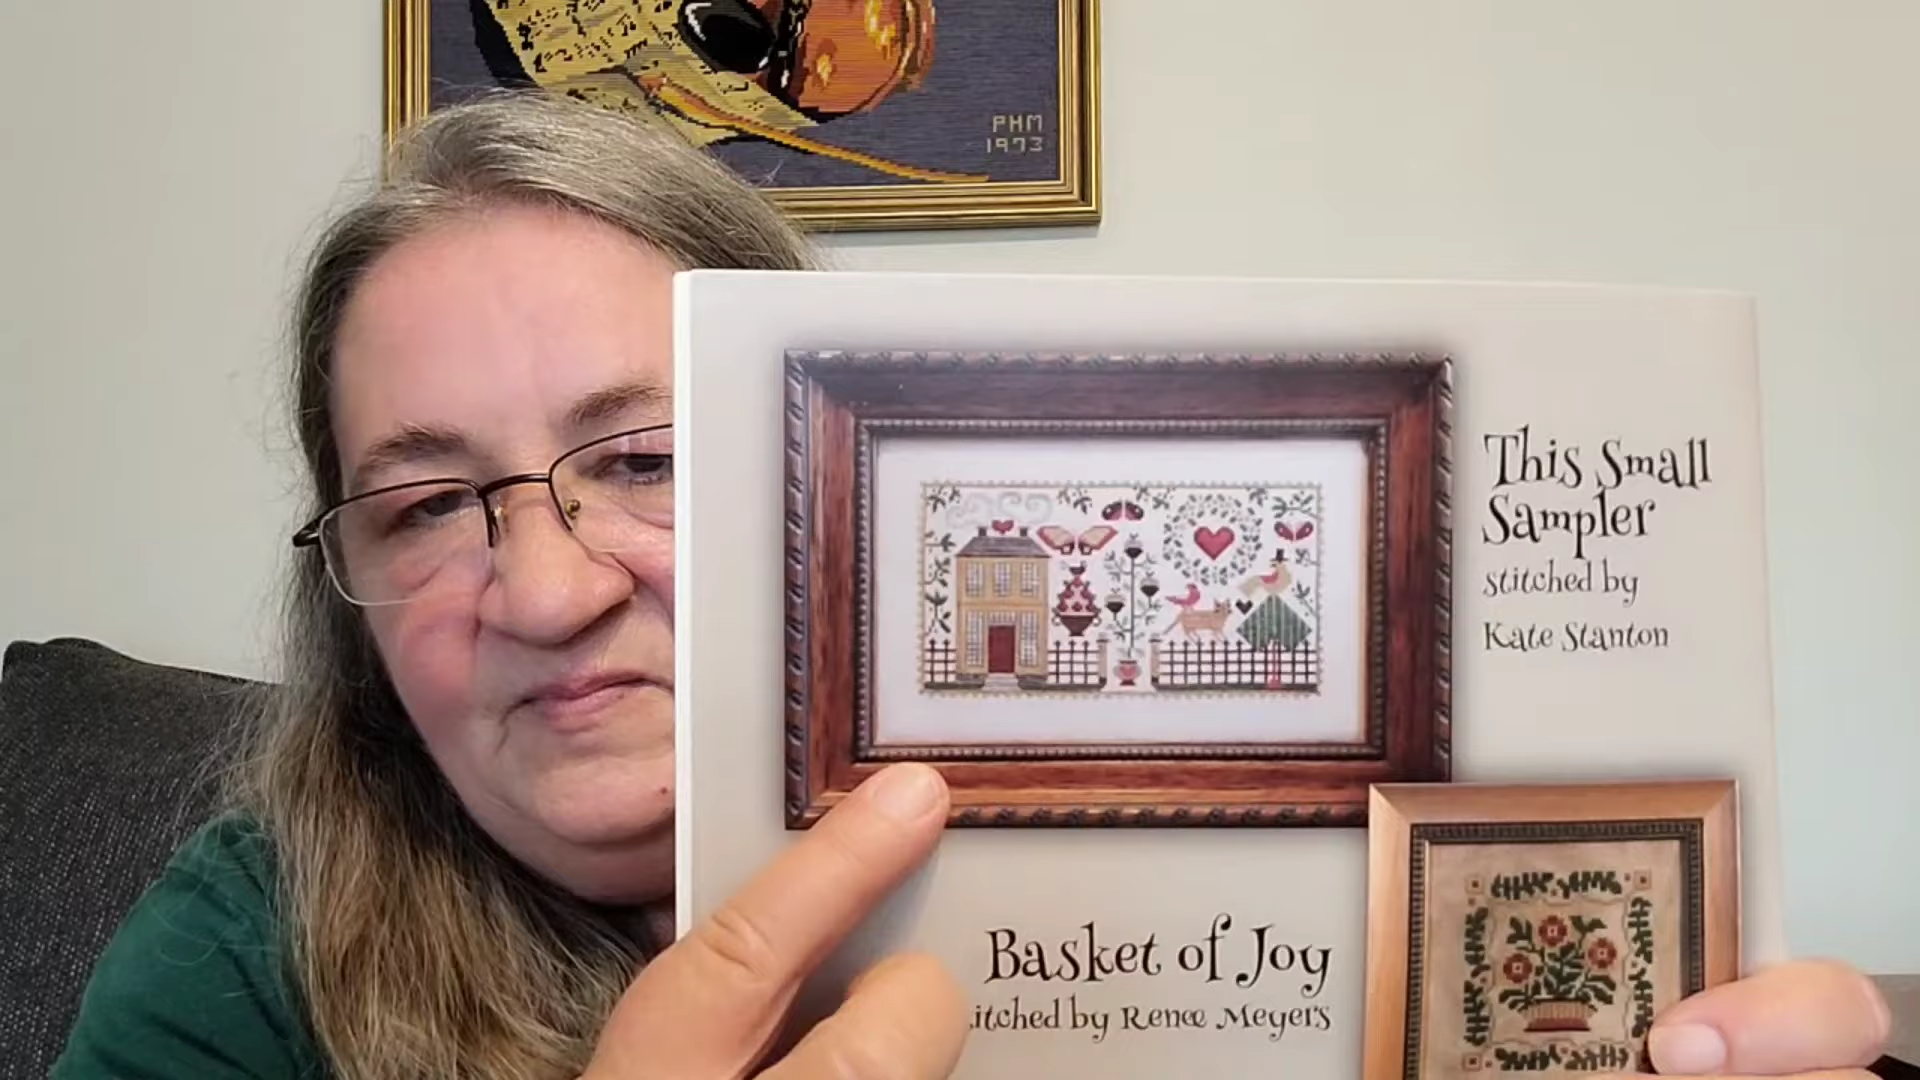 PHM
1973
This Small
Sampler
stitched by
Kate Stanton
Basket of Joy
itched by Renee Meyers